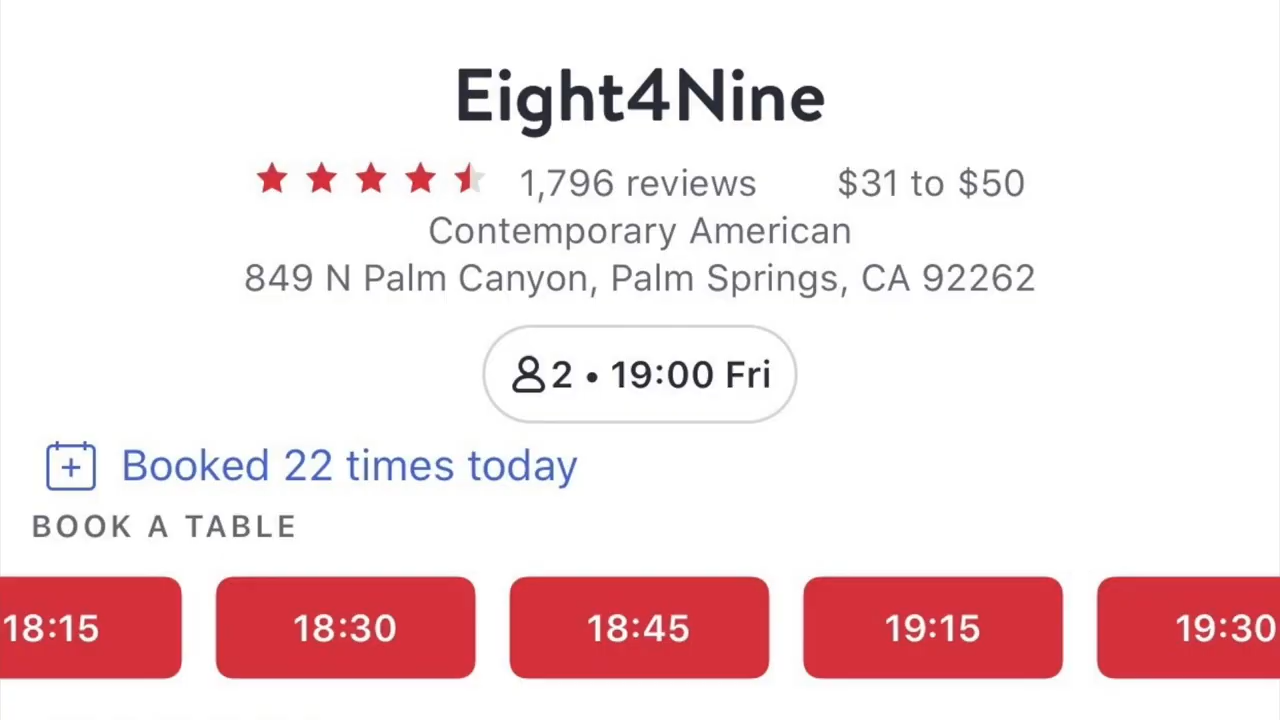 Eight4Nine
1,796 reviews $31 to $50
Contemporary American
849 N Palm Canyon, Palm Springs, CA 92262
2 • 19:00 Fri
Booked 22 times today
BOOK A TABLE
18:15 18:30 18:45 19:15 19:30